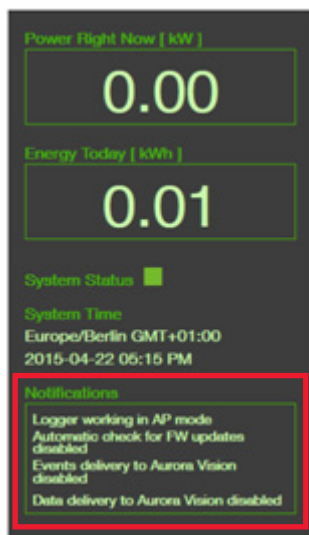 Power Right Now [ kW ]
0.00
Energy Today [ kWh ]
0.01
System Status
System Time
Europe/Berlin GMT+01:00
2015-04-22 05:15 PM
Notifications
Logger working in AP mode
Automatic check for FW updates
disabled
Events delivery to Aurora Vision
disabled
Data delivery to Aurora Vision disabled